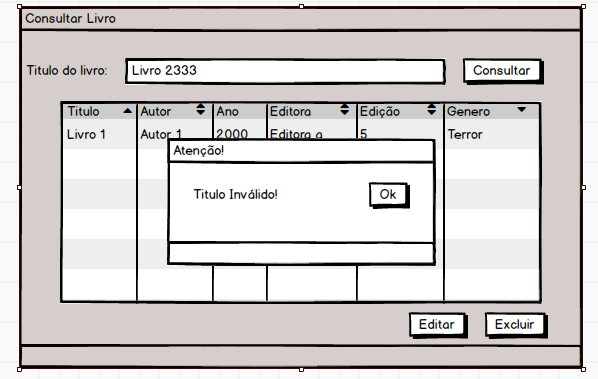 Consultar Livro
Titulo do livro: Livro 2333 Consultar
Titulo Autor Ano Editora Edição Genero
Livro 1 Autor 1 2000 Editora a 5 Terror
Atenção!
Titulo Inválido! Ok
Editar Excluir